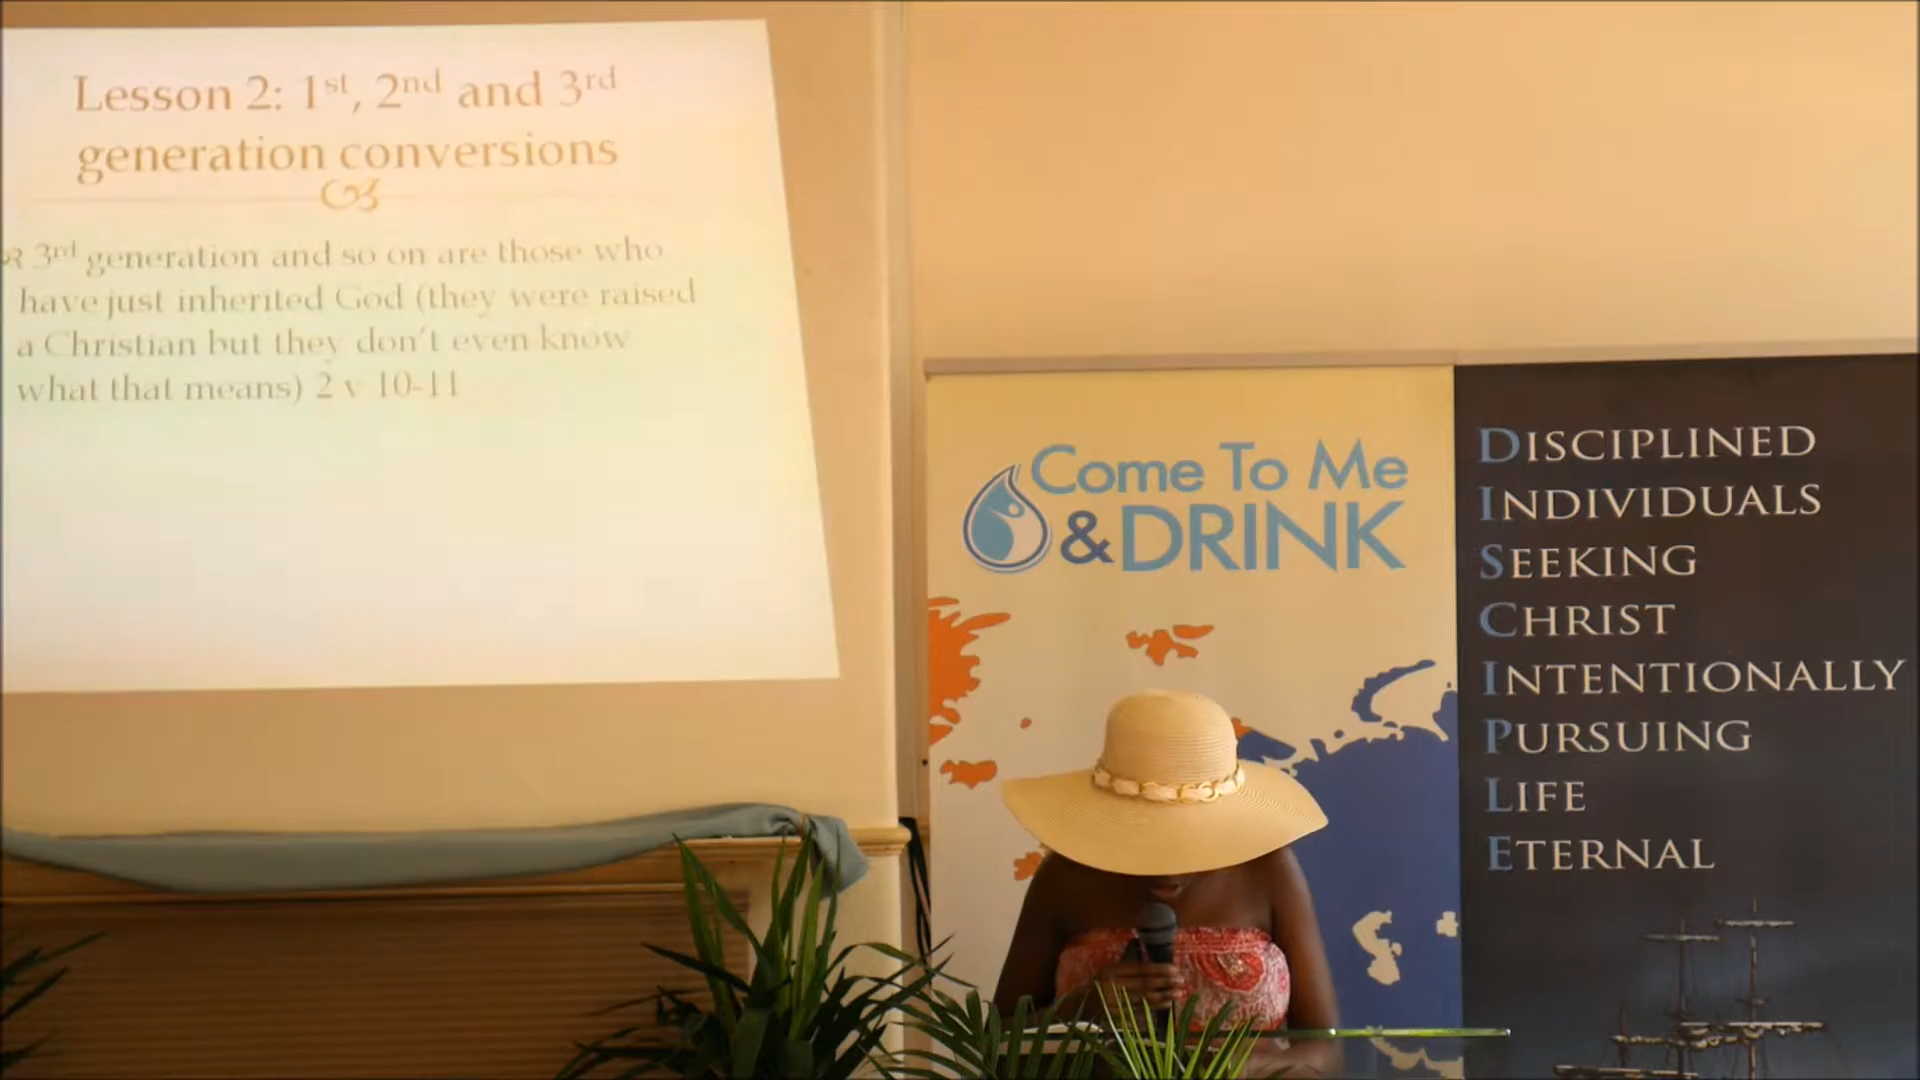 Lesson 2: 1st, 2nd and 3rd
generation conversions
3rd generation and so on are those who
have just inherited God (they were raised
a Christian but they don't even know
what that means) 2 v 10-11
Come To Me
& DRINK
DISCIPLINED
INDIVIDUALS
SEEKING
CHRIST
INTENTIONALLY
PURSUING
LIFE
ETERNAL